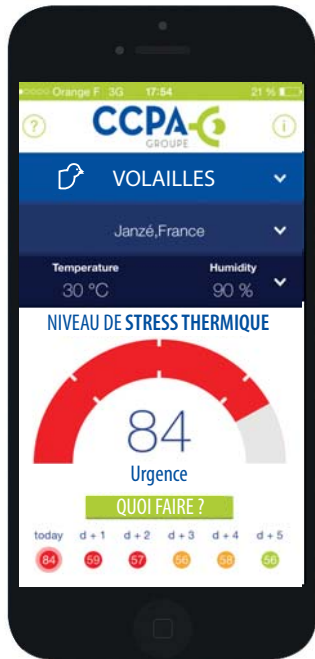 Orange F 3G 17:54 21 %
? CCPA i
GROUPE
VOLAILLES
Janzé,France
Temperature Humidity
30 °C 90 %
NIVEAU DE STRESS THERMIQUE
84
Urgence
QUOI FAIRE ?
today d + 1 d + 2 d + 3 d + 4 d + 5
84 59 57 56 58 56